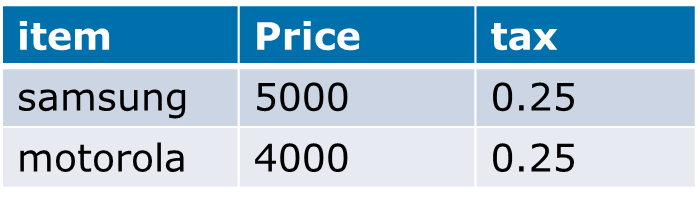 item Price tax
samsung 5000 0.25
motorola 4000 0.25